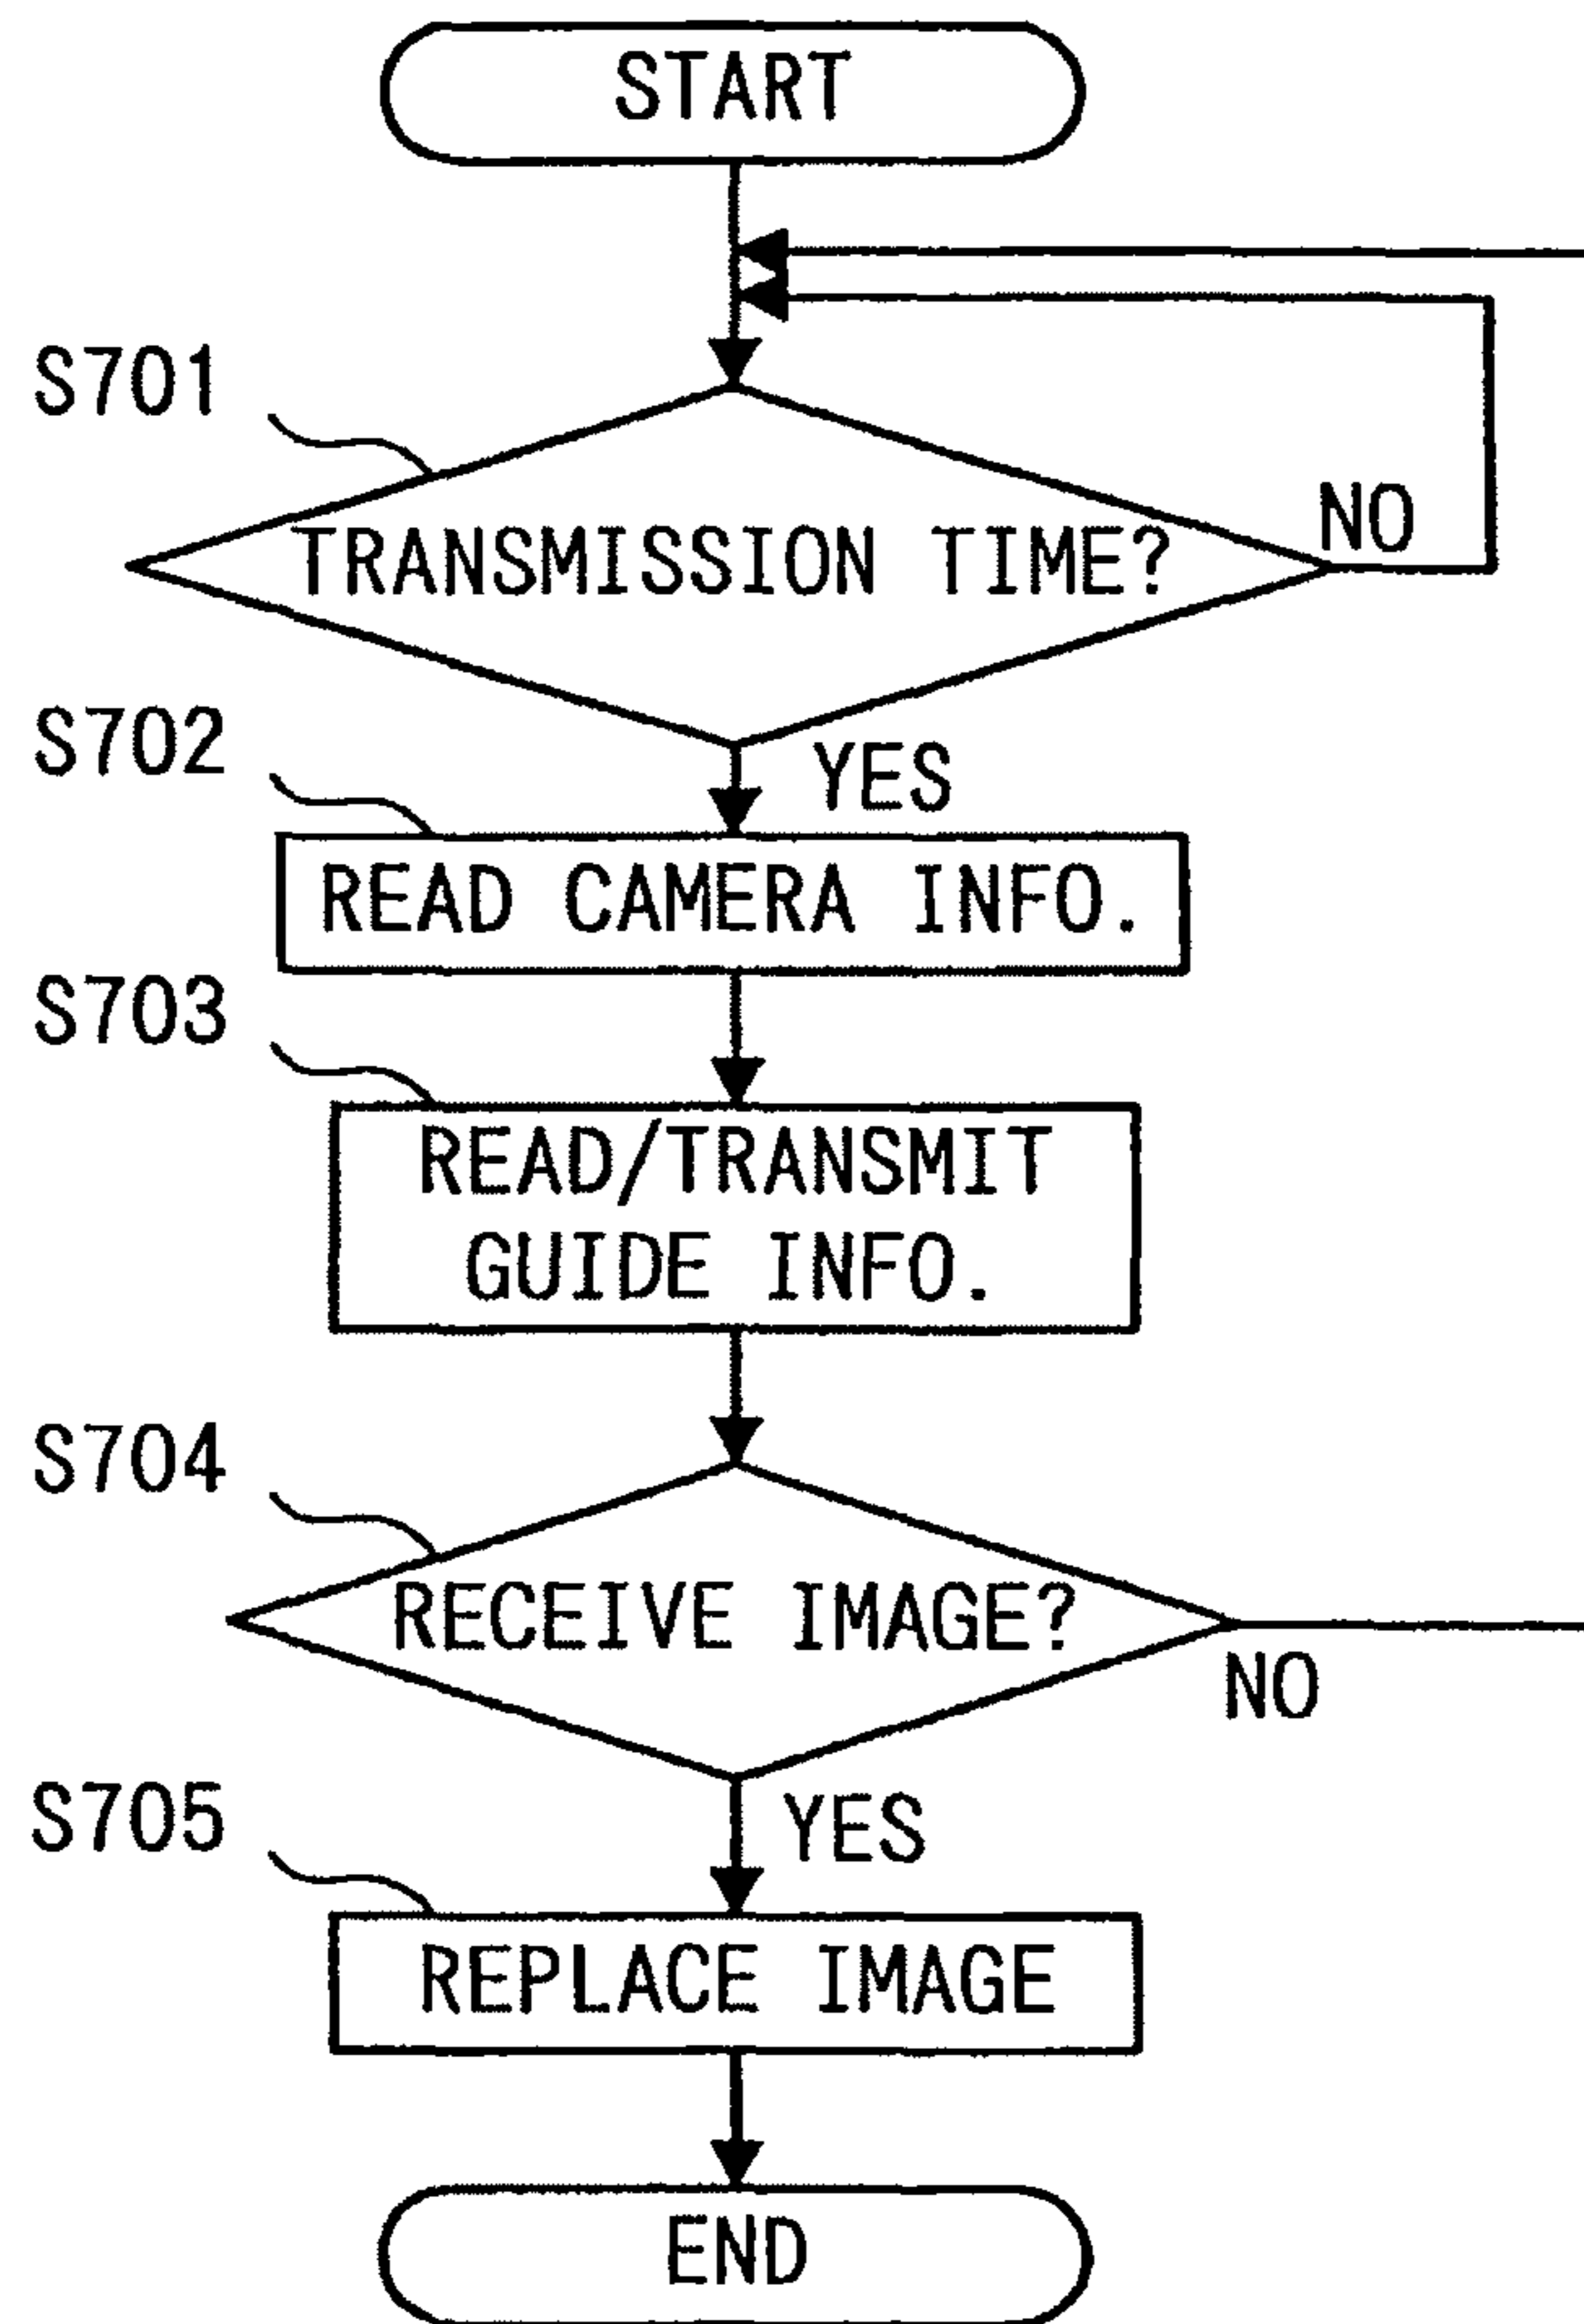 START
S701
TRANSMISSION TIME?
NO
S702
YES
READ CAMERA INFO.
S703
READ/TRANSMIT
GUIDE INFO.
S704
RECEIVE IMAGE?
NO
S705
YES
REPLACE IMAGE
END